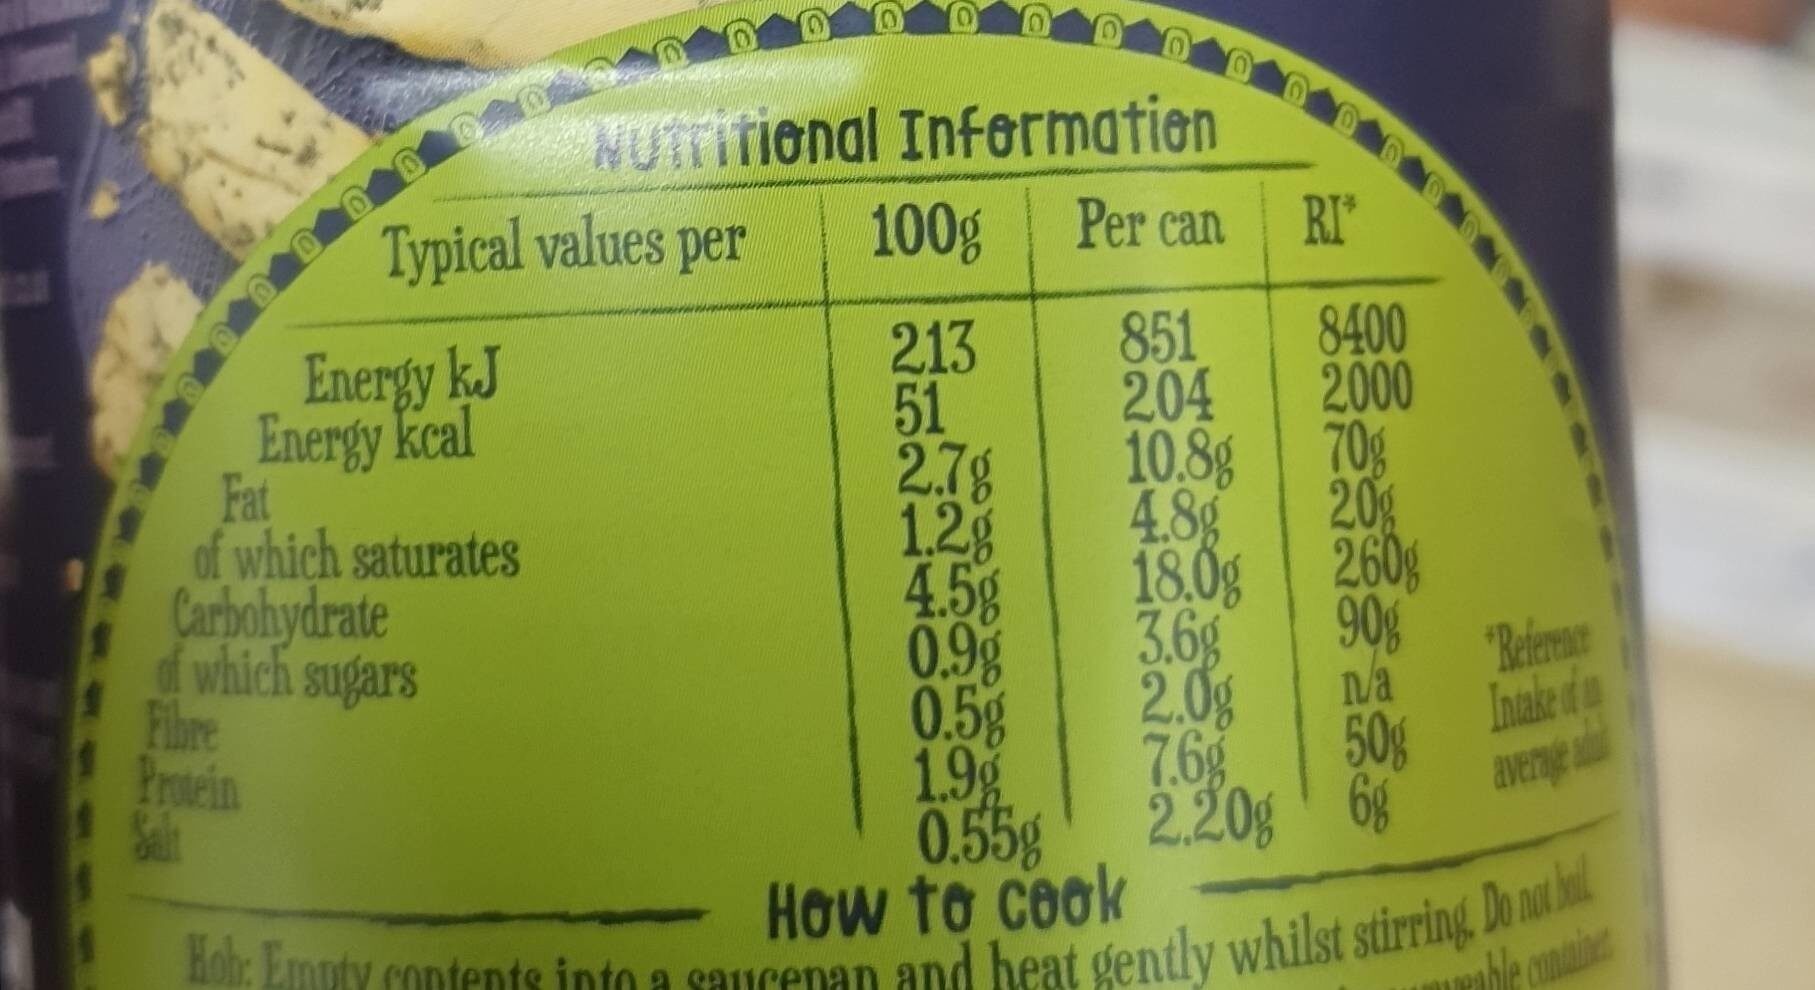 Nutritional Information
Typical values per 100g Per can RI*
Energy kJ 213 851 8400
Energy kcal 51 204 2000
Fat 2.7g 10.8g 70g
of which saturates 1.2g 4.8g 20g
Carbohydrate 4.5g 18.0g 260g
of which sugars 0.9g 3.6g 90g
Fibre 0.5g 2.0g n/a
Protein 1.9g 7.6g 50g
Salt 0.55g 2.20g 6g
*Reference
Intake of an
average adult
How to cook
Hob: Empty contents into a saucepan and heat gently whilst stirring. Do not boil.
container